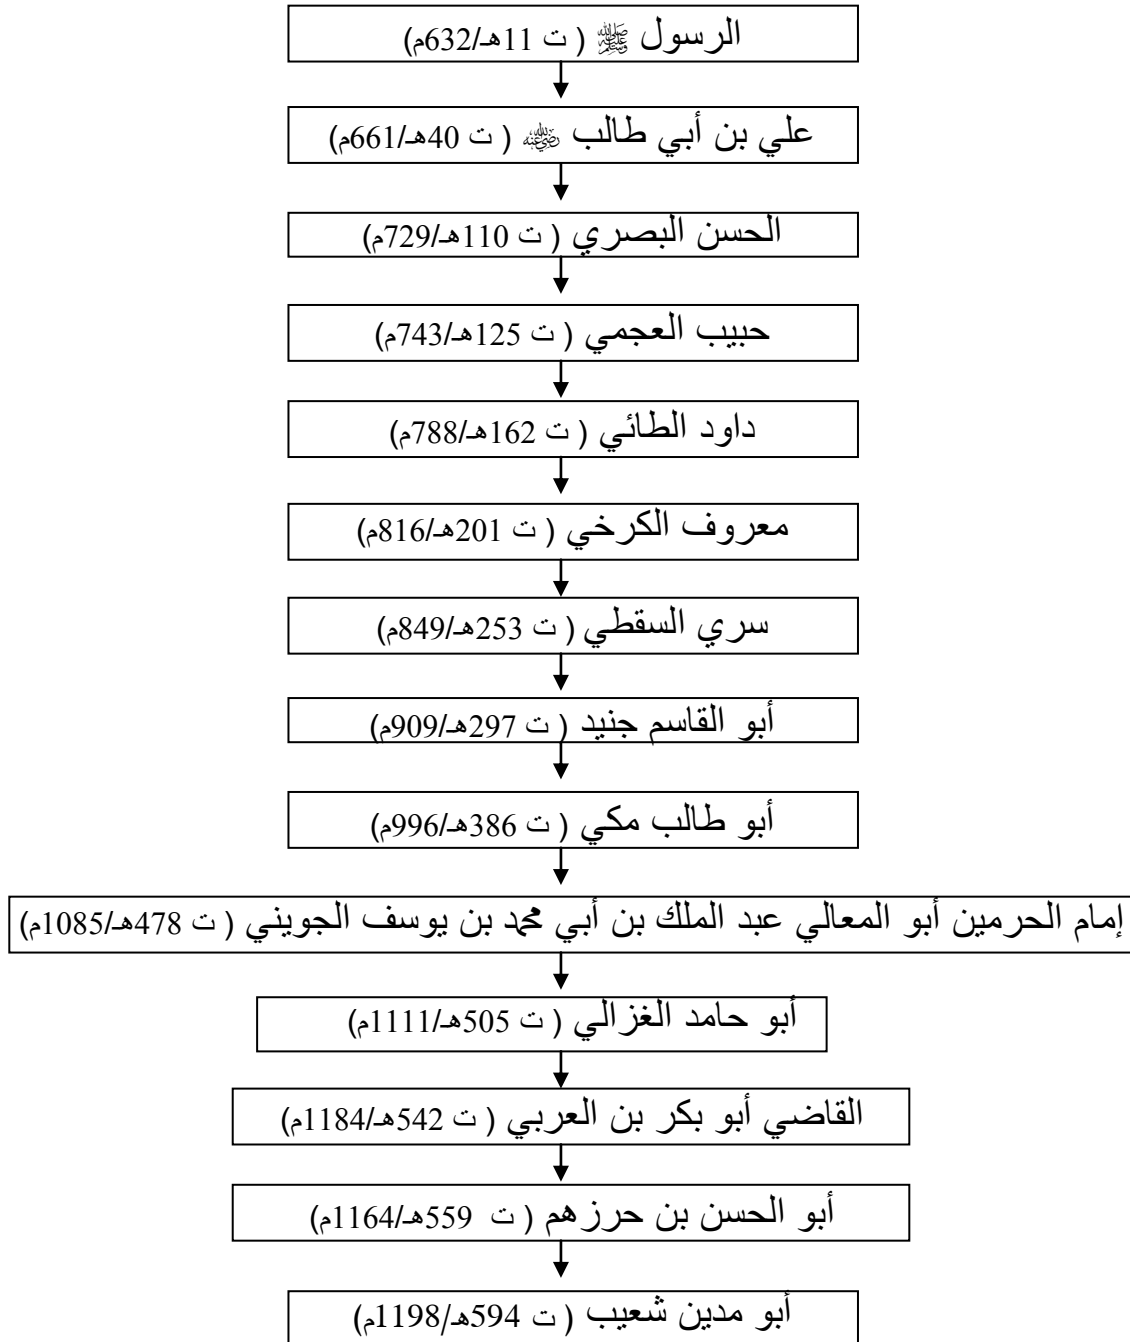 الرسول ﷺ ( ت 11هـ/632م)
علي بن أبي طالب رضي الله عنه ( ت 40هـ/661م)
الحسن البصري ( ت 110هـ/729م)
حبيب العجمي ( ت 125هـ/743م)
داود الطائي ( ت 162هـ/788م)
معروف الكرخي ( ت 201هـ/816م)
سري السقطي ( ت 253هـ/849م)
أبو القاسم جنيد ( ت 297هـ/909م)
أبو طالب مكي ( ت 386هـ/996م)
إمام الحرمين أبو المعالي عبد الملك بن أبي محمد بن يوسف الجويني ( ت 478هـ/1085م)
أبو حامد الغزالي ( ت 505هـ/1111م)
القاضي أبو بكر بن العربي ( ت 542هـ/1184م)
أبو الحسن بن حرزهم ( ت 559هـ/1164م)
أبو مدين شعيب ( ت 594هـ/1198م)